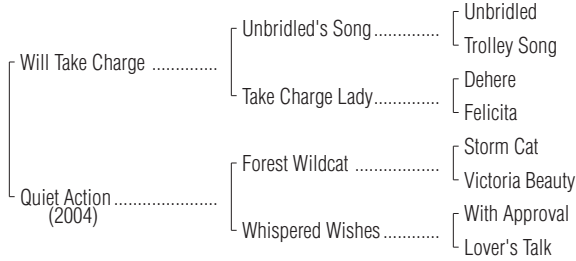 Unbridled
Unbridled's Song..............
Trolley Song
Will Take Charge ..............
Dehere
Take Charge Lady..............
Felicita
Storm Cat
Forest Wildcat ..................
Victoria Beauty
Quiet Action ......................
(2004)
With Approval
Whispered Wishes............
Lover's Talk